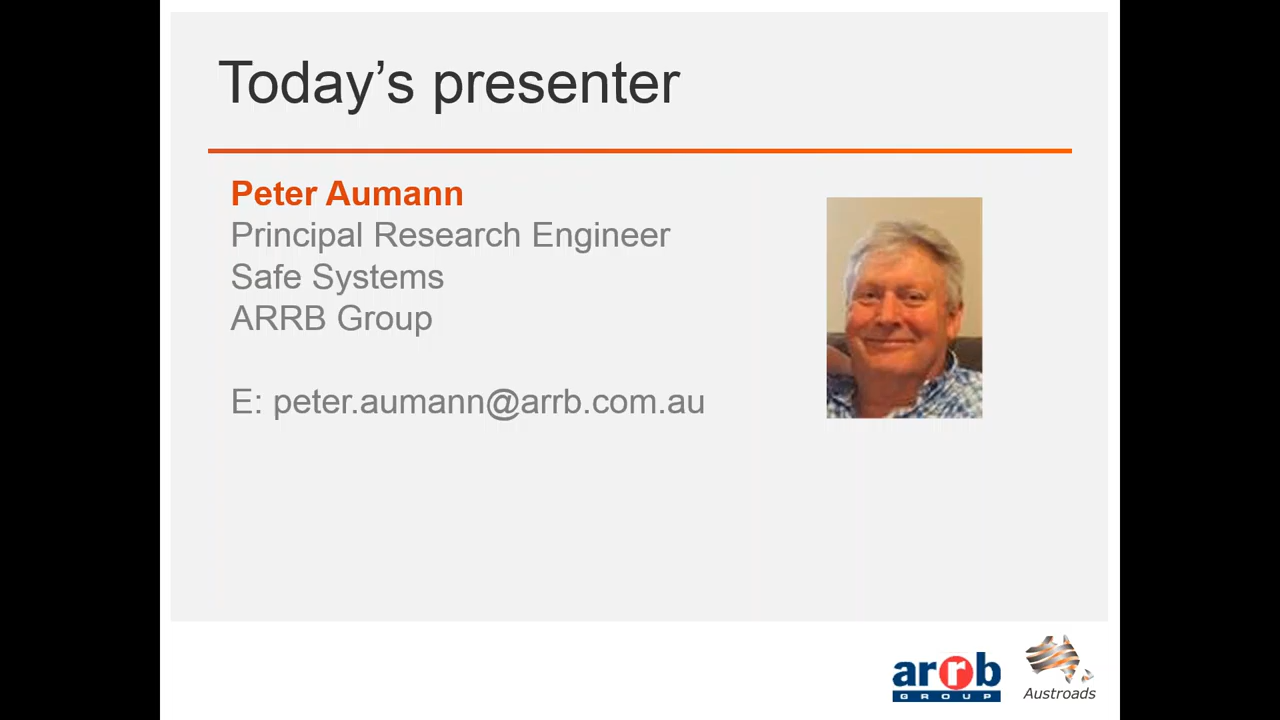 Today's presenter
Peter Aumann
Principal Research Engineer
Safe Systems
ARRB Group
E: peter.aumann@arrb.com.au
arrb
GROUP
Austroads